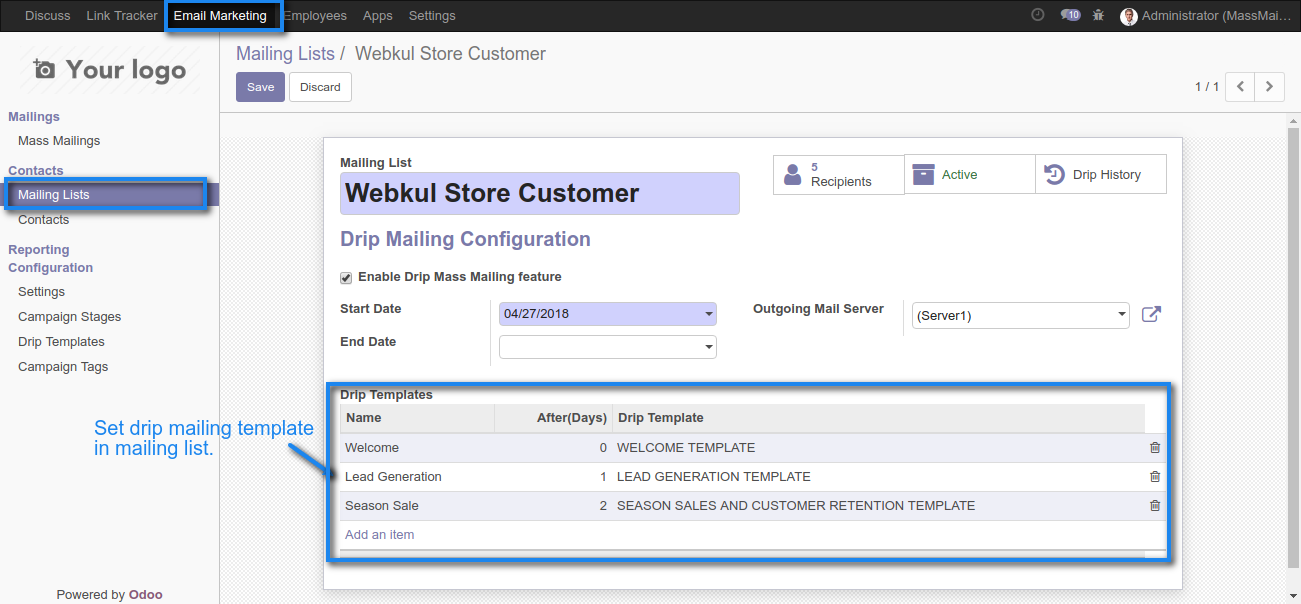 Discuss Link Tracker Email Marketing Employees Apps Settings 10 Administrator (MassMai...
Your logo
Mailings
Mass Mailings
Contacts
Mailing Lists
Contacts
Reporting
Configuration
Settings
Campaign Stages
Drip Templates
Campaign Tags
Powered by Odoo
Mailing Lists / Webkul Store Customer
Save Discard
1 / 1
Mailing List
Webkul Store Customer
5
Recipients
Active
Drip History
Drip Mailing Configuration
Enable Drip Mass Mailing feature
Start Date 04/27/2018
End Date
Outgoing Mail Server (Server1)
Drip Templates
Name After(Days) Drip Template
Welcome 0 WELCOME TEMPLATE
Lead Generation 1 LEAD GENERATION TEMPLATE
Season Sale 2 SEASON SALES AND CUSTOMER RETENTION TEMPLATE
Add an item
Set drip mailing template
in mailing list.